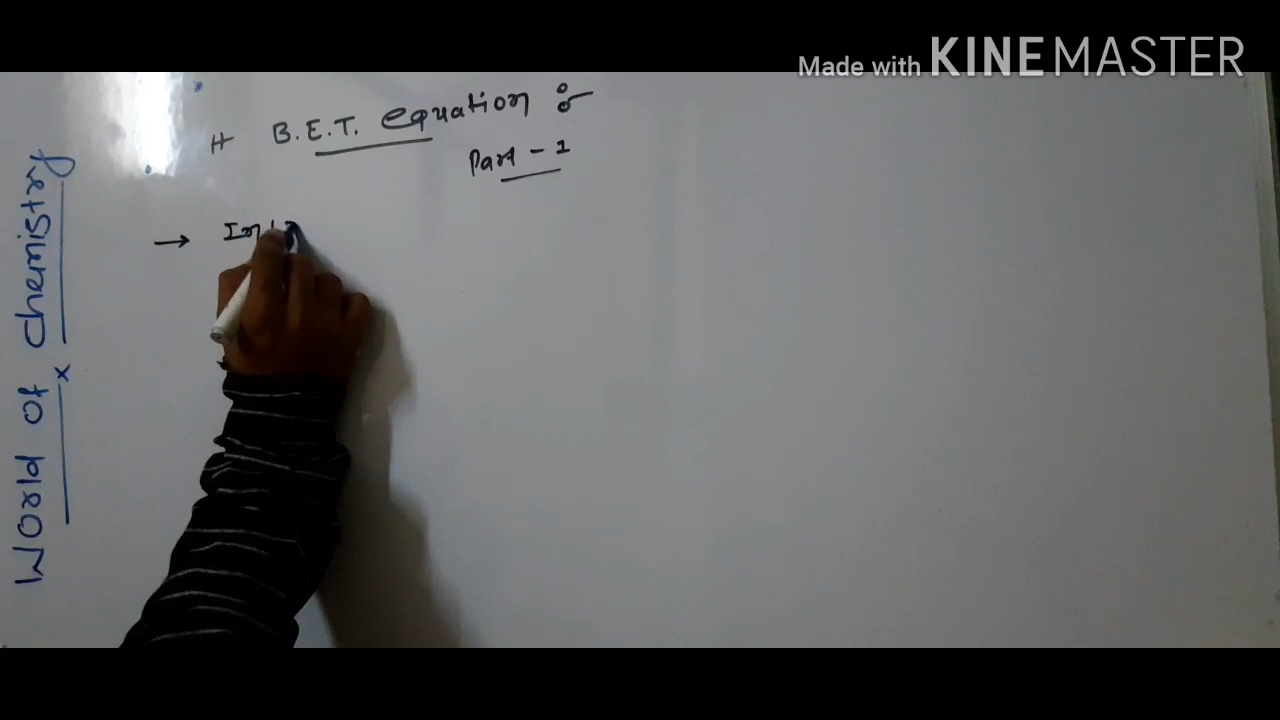 Made with KINEMASTER
# B.E.T. equation :-
Part - 1
→
World of chemistry
x